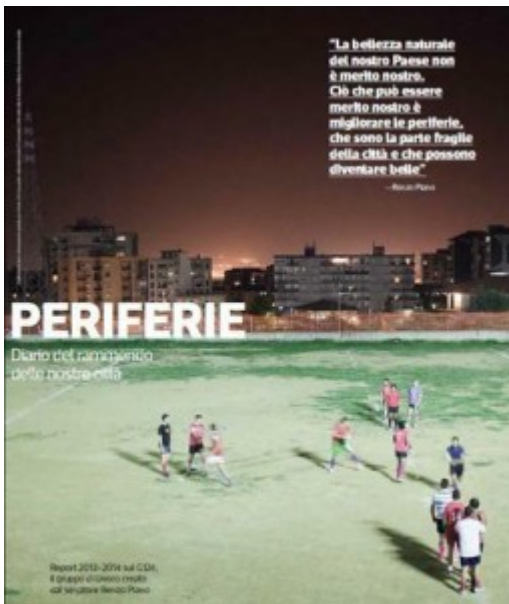 "La bellezza naturale
del nostro Paese non
è merito nostro.
Ciò che può essere
merito nostro è
migliorare le periferie,
che sono la parte fragile
della città e che possono
diventare belle"
—Renzo Piano
PERIFERIE
Diario del rammendo
delle nostre città
Report 2013-2014 sul G124,
il gruppo di lavoro creato
dal senatore Renzo Piano